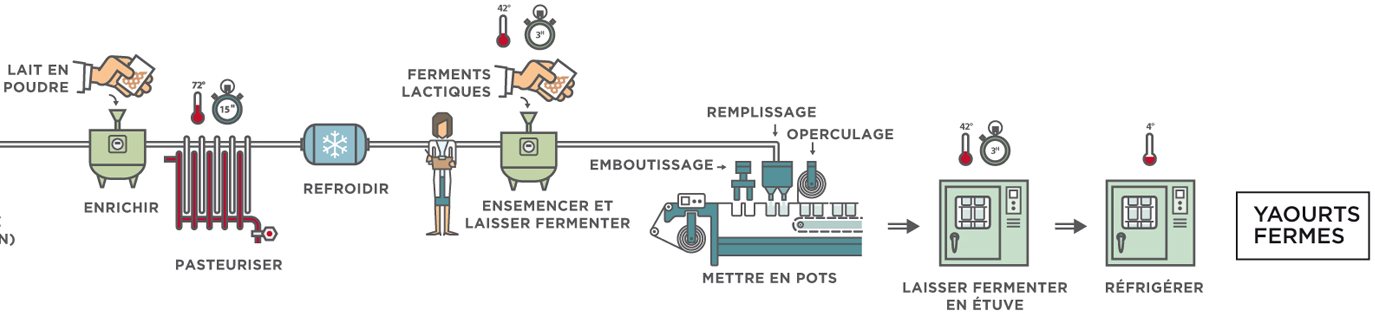 LAIT EN
POUDRE
ENRICHIR
72°
15"
PASTEURISER
REFROIDIR
42°
3H
FERMENTS
LACTIQUES
ENSEMENCER ET
LAISSER FERMENTER
REMPLISSAGE
OPERCULAGE
EMBOUTISSAGE
METTRE EN POTS
42°
3H
LAISSER FERMENTER
EN ÉTUVE
4°
RÉFRIGÉRER
YAOURTS
FERMES